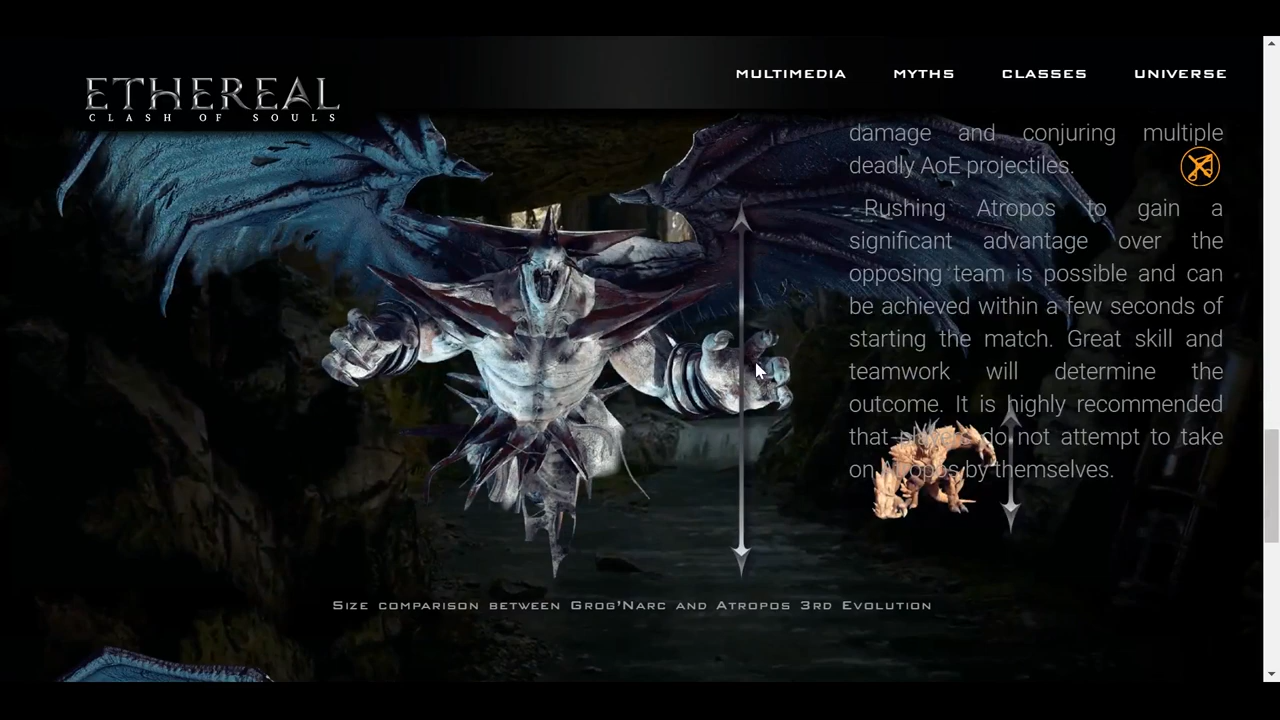 ETHEREAL
CLASH OF SOULS
MULTIMEDIA MYTHS CLASSES UNIVERSE
damage and conjuring multiple
deadly AoE projectiles.
Rushing Atropos to gain a
significant advantage over the
opposing team is possible and can
be achieved within a few seconds of
starting the match. Great skill and
teamwork will determine the
outcome. It is highly recommended
that players do not attempt to take
on Atropos by themselves.
Size comparison between Grog'Narc and Atropos 3rd Evolution